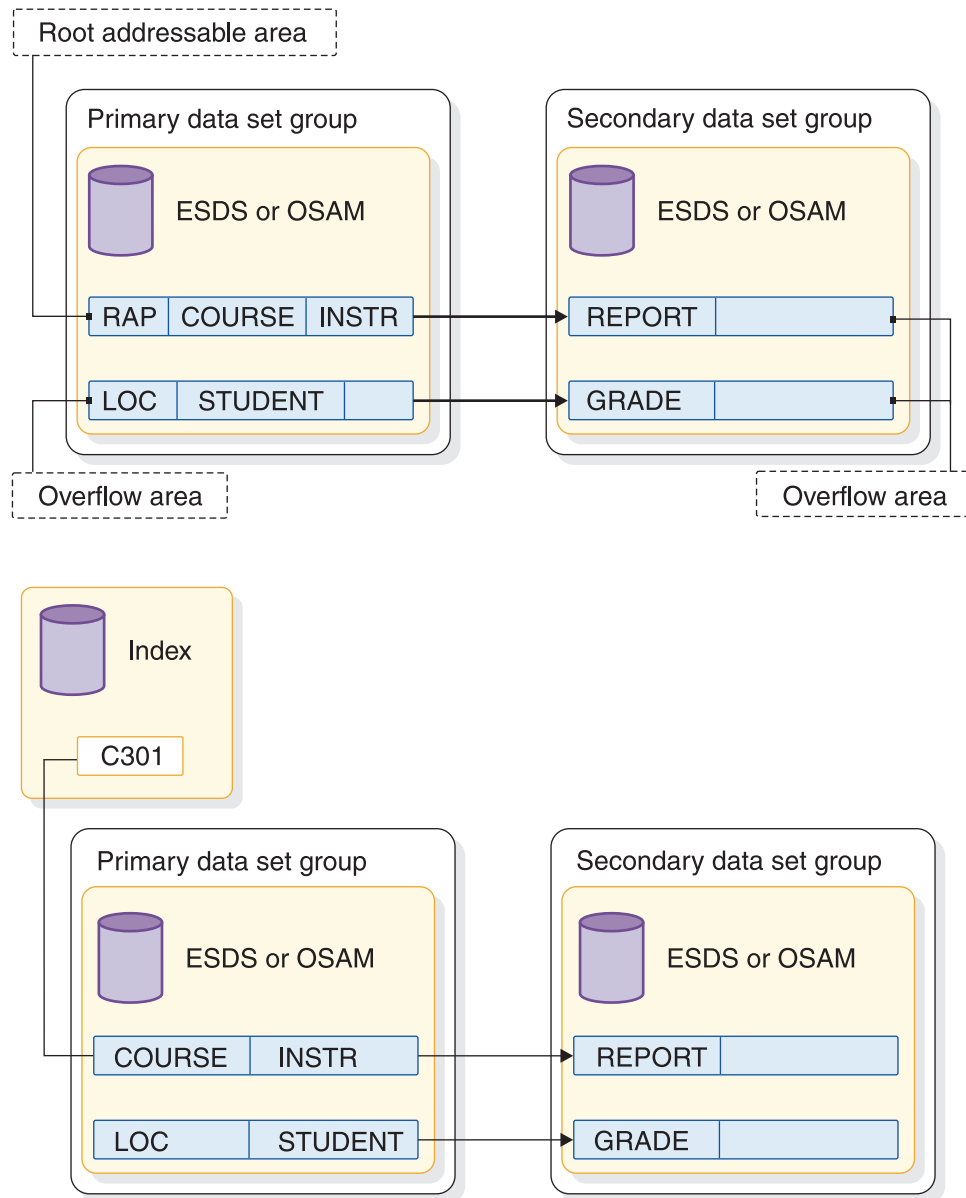 Root addressable area
Primary data set group
Secondary data set group
ESDS or OSAM
ESDS or OSAM
RAP COURSE INSTR
REPORT
LOC STUDENT
GRADE
Overflow area
Overflow area
Index
C301
Primary data set group
Secondary data set group
ESDS or OSAM
ESDS or OSAM
COURSE INSTR
REPORT
LOC STUDENT
GRADE